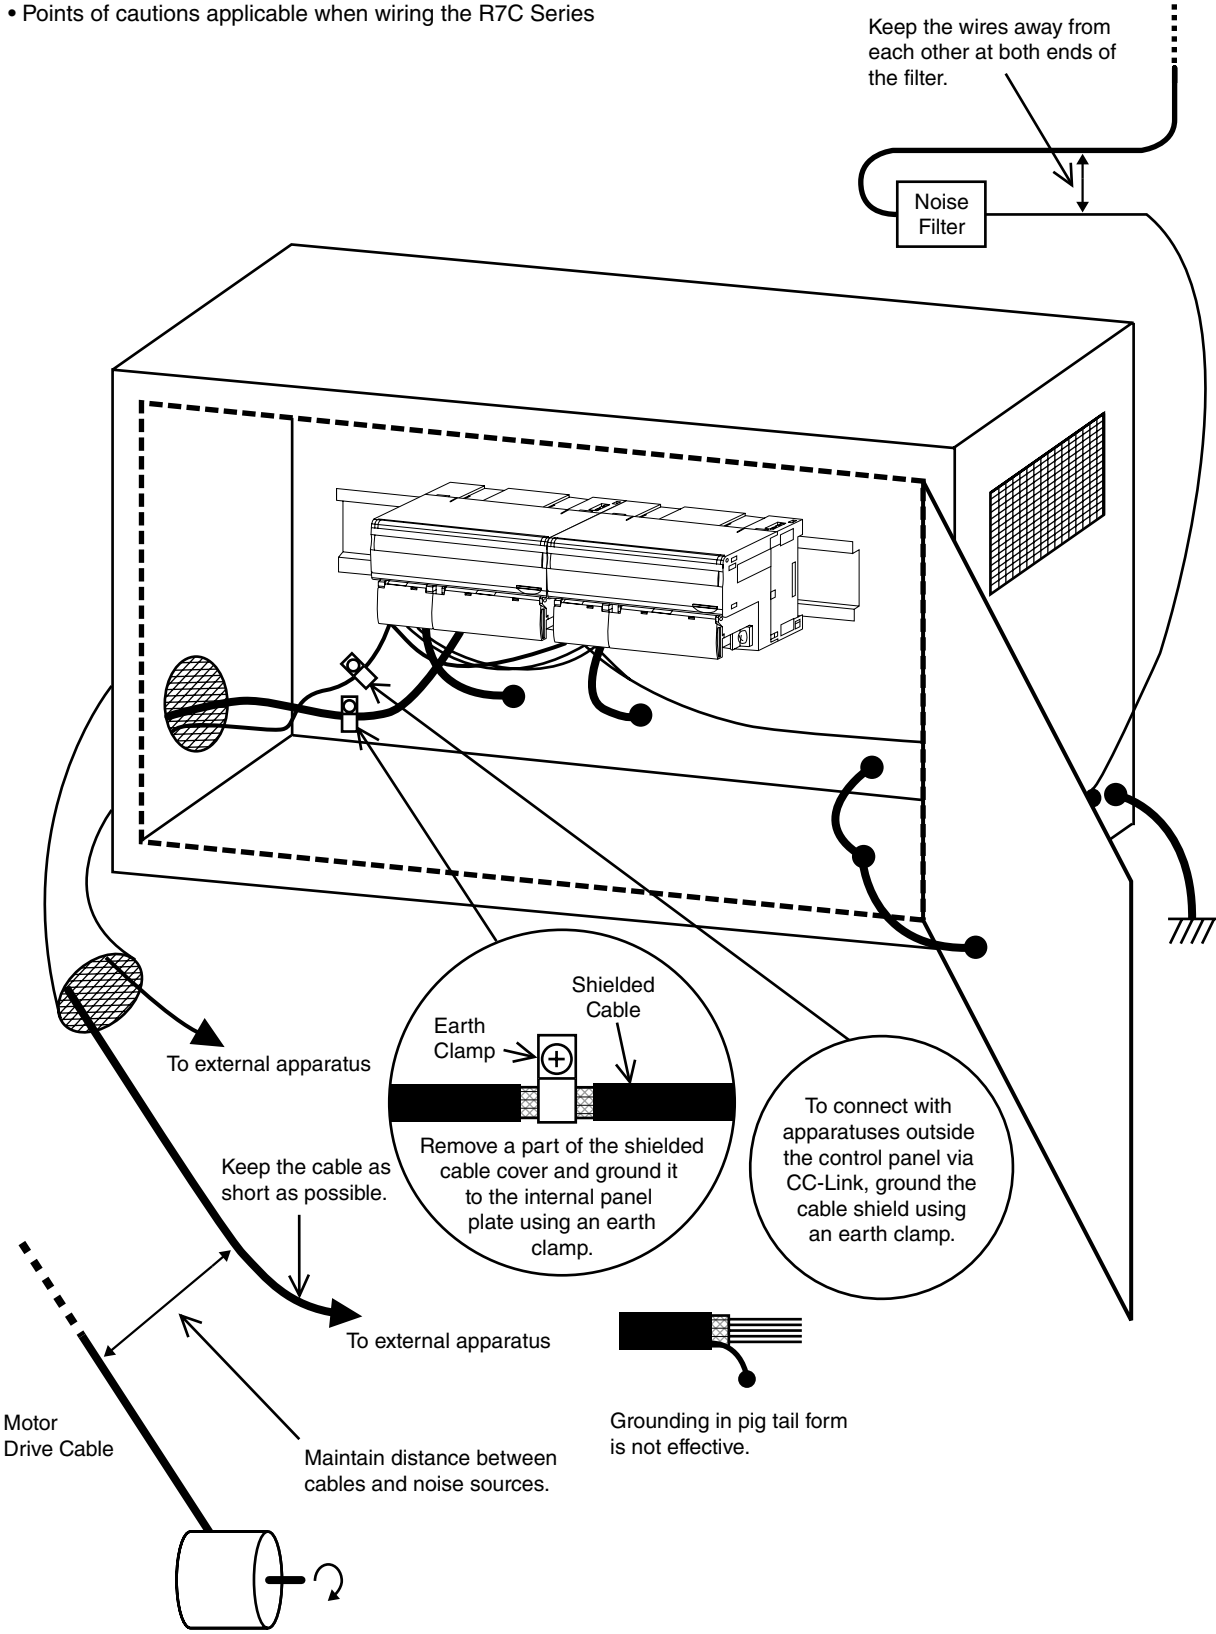 • Points of cautions applicable when wiring the R7C Series
Keep the wires away from
each other at both ends of
the filter.
Noise
Filter
Shielded
Cable
Earth
Clamp
To external apparatus
Remove a part of the shielded
cable cover and ground it
to the internal panel
plate using an earth
clamp.
To connect with
apparatuses outside
the control panel via
CC-Link, ground the
cable shield using
an earth clamp.
Keep the cable as
short as possible.
To external apparatus
Motor
Drive Cable
Maintain distance between
cables and noise sources.
Grounding in pig tail form
is not effective.